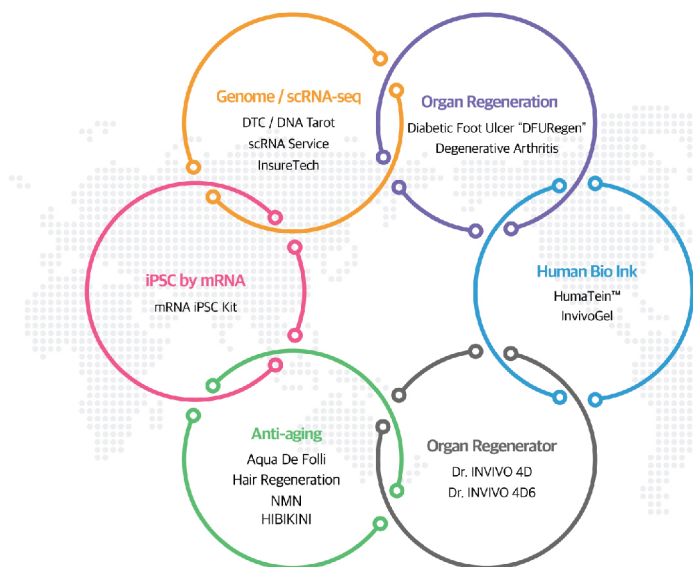 Genome / scRNA-seq
DTC / DNA Tarot
scRNA Service
InsureTech
Organ Regeneration
Diabetic Foot Ulcer “DFURegen”
Degenerative Arthritis
iPSC by mRNA
mRNA iPSC Kit
Human Bio Ink
HumaTein™
InvivoGel
Anti-aging
Aqua De Folli
Hair Regeneration
NMN
HIBIKINI
Organ Regenerator
Dr. INVIVO 4D
Dr. INVIVO 4D6